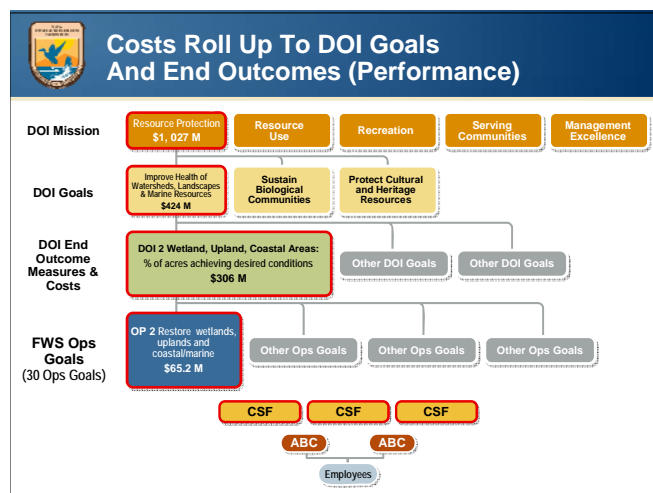 Costs Roll Up To DOI Goals
And End Outcomes (Performance)
DOI Mission
Resource Protection
$1, 027 M
Resource
Use
Recreation
Serving
Communities
Management
Excellence
DOI Goals
Improve Health of
Watersheds, Landscapes
& Marine Resources
$424 M
Sustain
Biological
Communities
Protect Cultural
and Heritage
Resources
DOI End
Outcome
Measures &
Costs
DOI 2 Wetland, Upland, Coastal Areas:
% of acres achieving desired conditions
$306 M
Other DOI Goals
Other DOI Goals
FWS Ops
Goals
(30 Ops Goals)
OP 2 Restore wetlands,
uplands and
coastal/marine
$65.2 M
Other Ops Goals
Other Ops Goals
Other Ops Goals
CSF
CSF
CSF
ABC
ABC
Employees